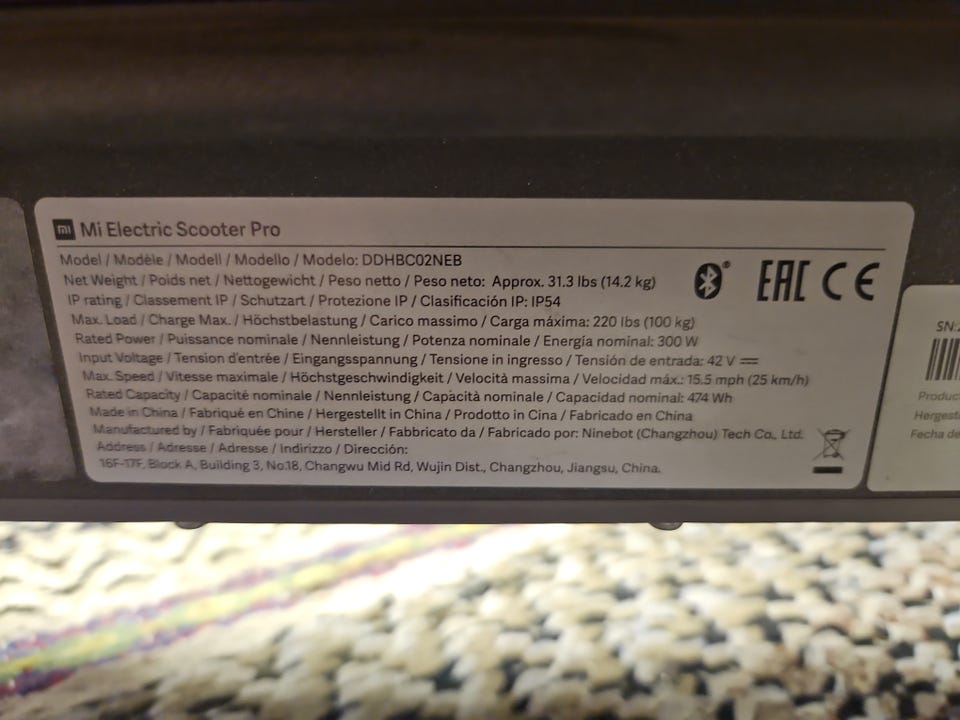 mi Mi Electric Scooter Pro
Model / Modèle / Modell / Modello / Modelo: DDHBC02NEB
Net Weight / Poids net / Nettogewicht / Peso netto / Peso neto: Approx. 31.3 lbs (14.2 kg)
IP rating / Classement IP / Schutzart / Protezione IP / Clasificación IP: IP54
Max. Load / Charge Max. / Höchstbelastung / Carico massimo / Carga máxima: 220 lbs (100 kg)
Rated Power / Puissance nominale / Nennleistung / Potenza nominale / Energía nominal: 300 W
Input Voltage / Tension d'entrée / Eingangsspannung / Tensione in ingresso / Tensión de entrada: 42 V ⎓
Max. Speed / Vitesse maximale / Höchstgeschwindigkeit / Velocità massima / Velocidad máx.: 15.5 mph (25 km/h)
Rated Capacity / Capacité nominale / Nennleistung / Capacità nominale / Capacidad nominal: 474 Wh
Made in China / Fabriqué en Chine / Hergestellt in China / Prodotto in Cina / Fabricado en China
Manufactured by / Fabriquée pour / Hersteller / Fabbricato da / Fabricado por: Ninebot (Changzhou) Tech Co., Ltd.
Address / Adresse / Adresse / Indirizzo / Dirección:
16F-17F, Block A, Building 3, No.18, Changwu Mid Rd, Wujin Dist., Changzhou, Jiangsu, China.
® EAC CE
SN:
Produc
Hergest
Fecha de